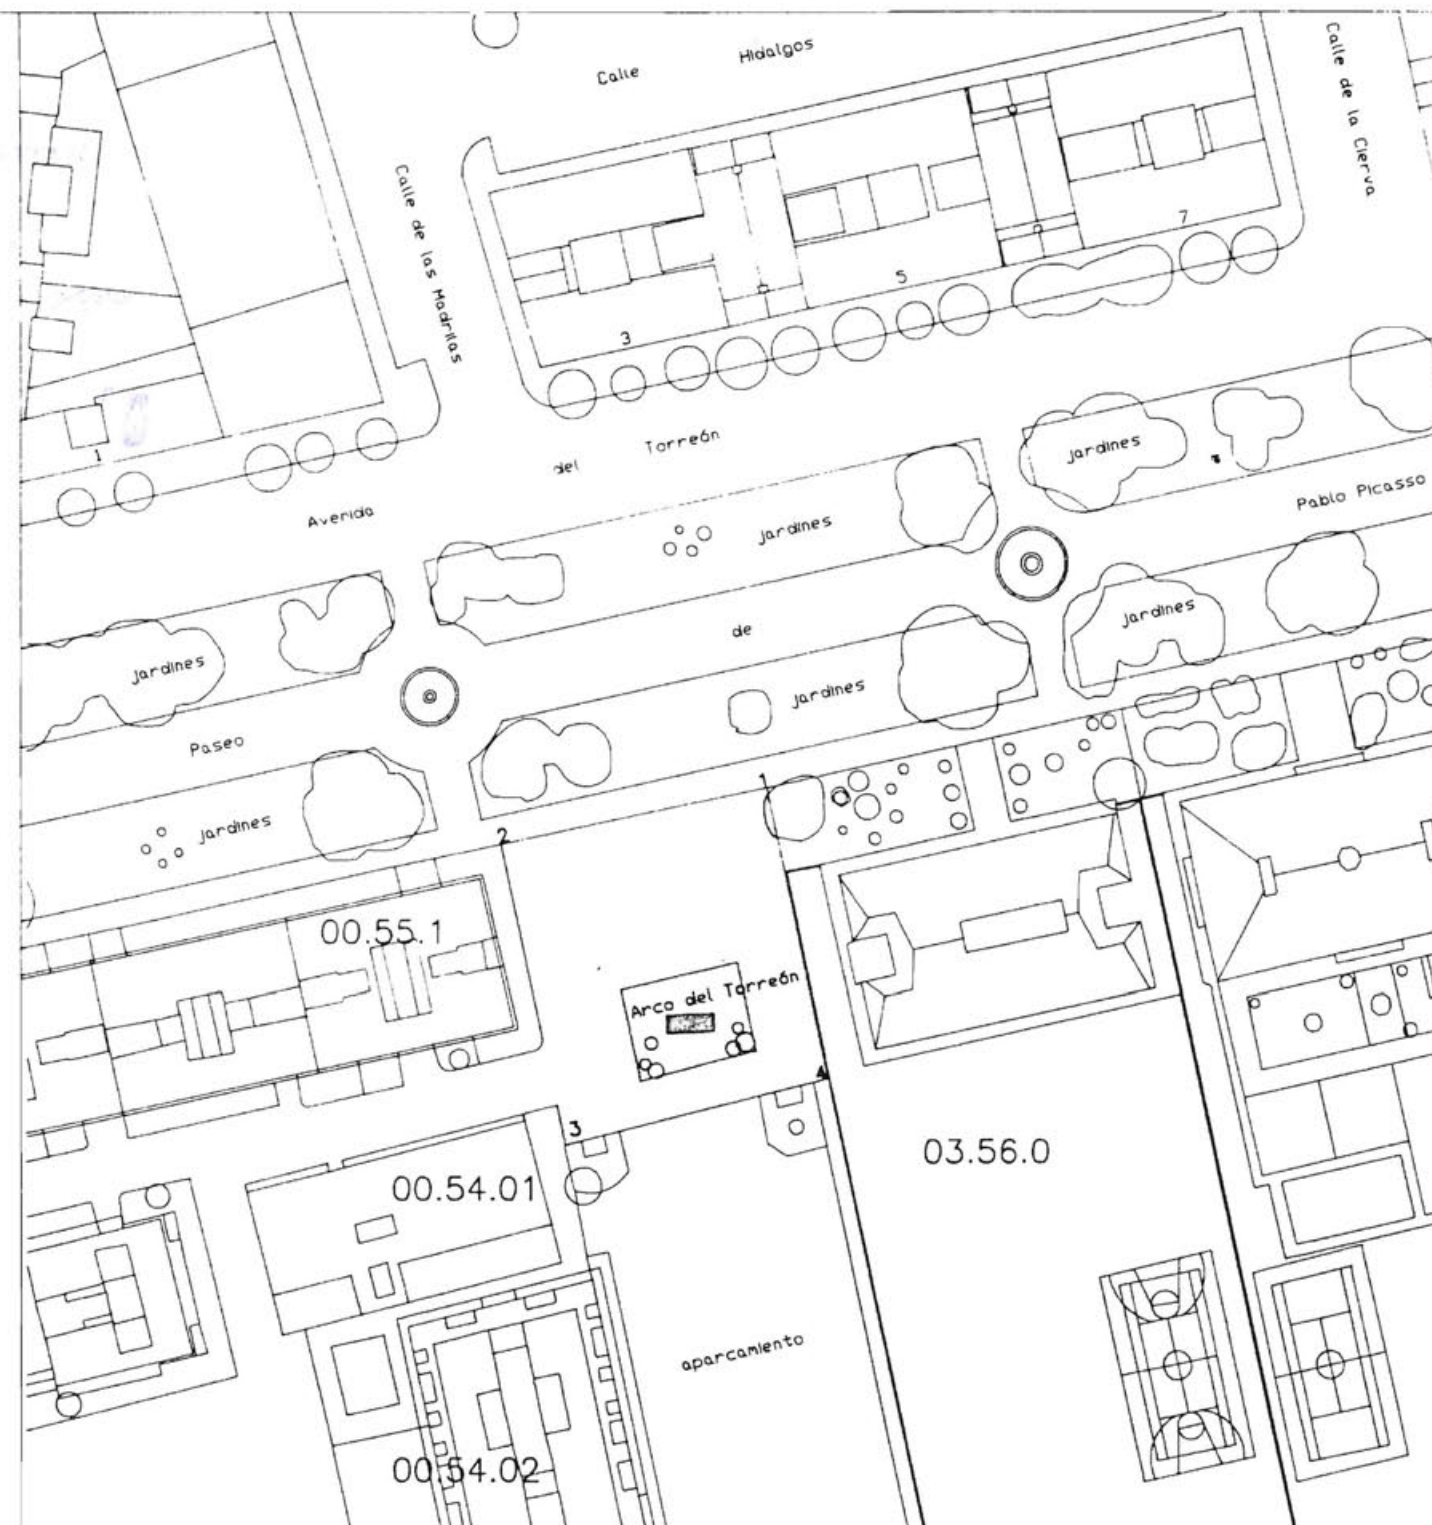 Calle Hidalgos
Calle de la Cierva
Calle de las Madrilas
7
5
3
1
Avenida del Torreón
jardines
Pablo Picasso
jardines
jardines
jardines
de
jardines
Paseo
jardines
1
2
00.55.1
Arco del Torreón
4
3
03.56.0
00.54.01
aparcamiento
00.54.02